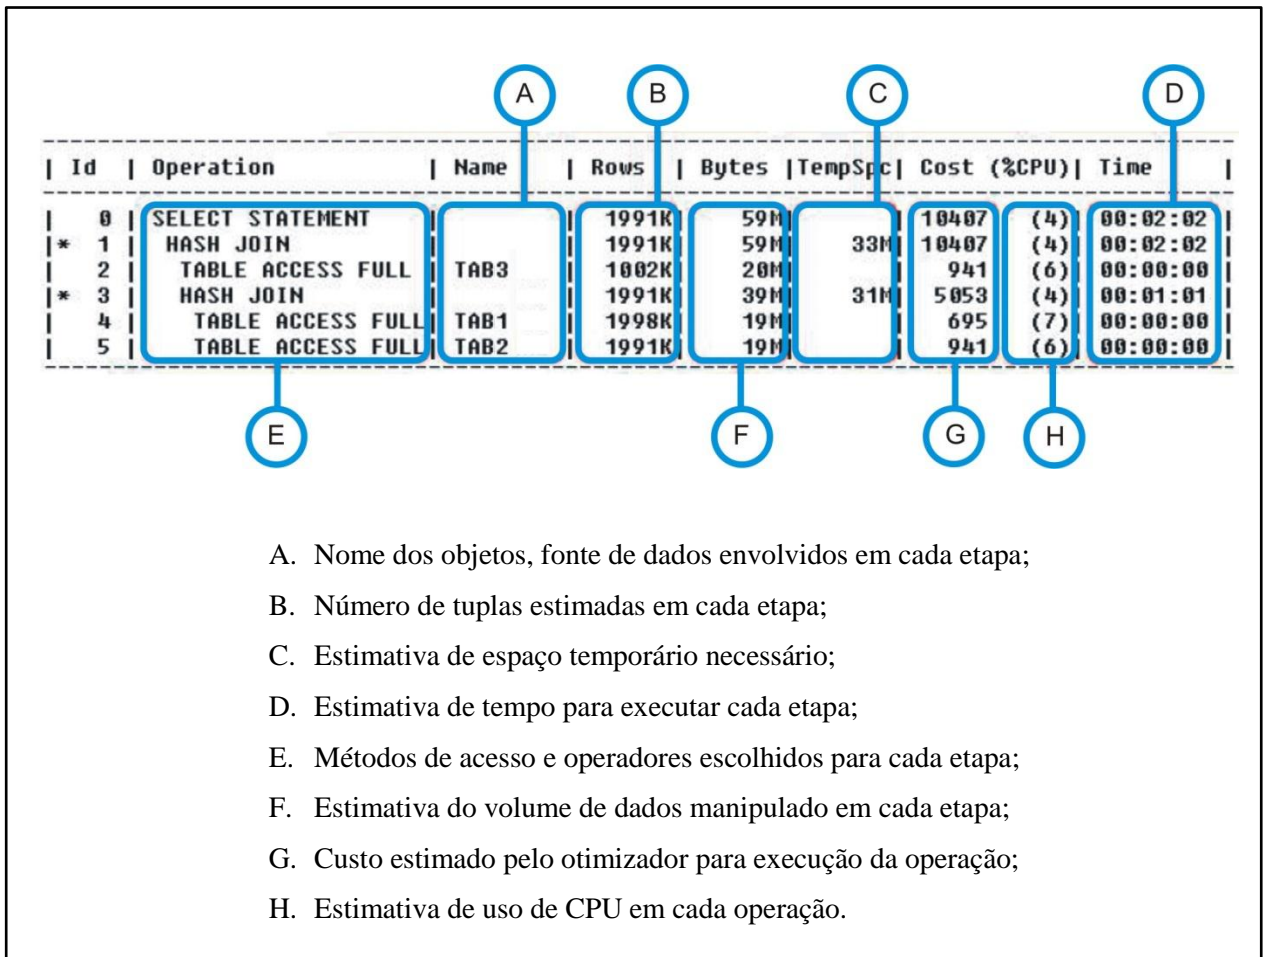 A B C D
| Id | Operation | Name | Rows | Bytes |TempSpc| Cost (%CPU)| Time |
| 0 | SELECT STATEMENT | | 1991K| 59M| | 10407 (4)| 00:02:02 |
|* 1 | HASH JOIN | | 1991K| 59M| 33M| 10407 (4)| 00:02:02 |
| 2 | TABLE ACCESS FULL | TAB3 | 1002K| 20M| | 941 (6)| 00:00:00 |
|* 3 | HASH JOIN | | 1991K| 39M| 31M| 5053 (4)| 00:01:01 |
| 4 | TABLE ACCESS FULL| TAB1 | 1998K| 19M| | 695 (7)| 00:00:00 |
| 5 | TABLE ACCESS FULL| TAB2 | 1991K| 19M| | 941 (6)| 00:00:00 |
E F G H
A. Nome dos objetos, fonte de dados envolvidos em cada etapa;
B. Número de tuplas estimadas em cada etapa;
C. Estimativa de espaço temporário necessário;
D. Estimativa de tempo para executar cada etapa;
E. Métodos de acesso e operadores escolhidos para cada etapa;
F. Estimativa do volume de dados manipulado em cada etapa;
G. Custo estimado pelo otimizador para execução da operação;
H. Estimativa de uso de CPU em cada operação.